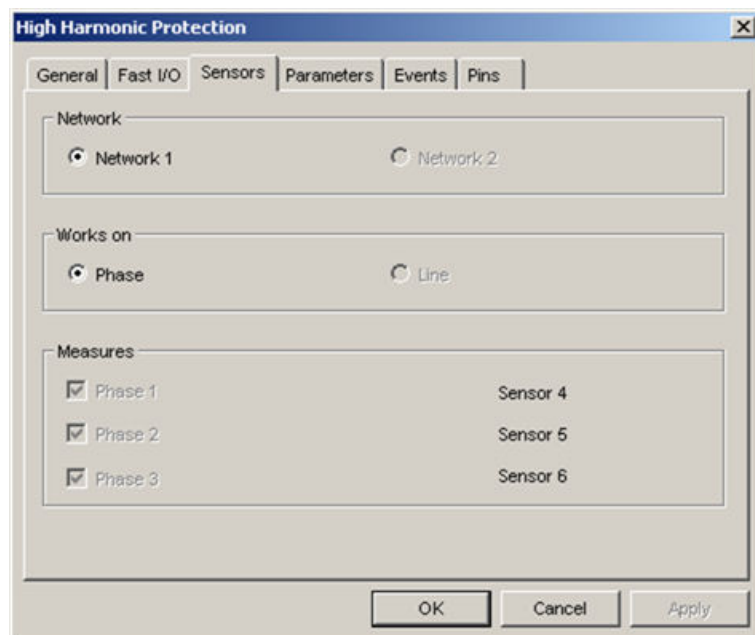 High Harmonic Protection
General Fast I/O Sensors Parameters Events Pins
Network
Network 1 Network 2
Works on
Phase Line
Measures
Phase 1 Sensor 4
Phase 2 Sensor 5
Phase 3 Sensor 6
OK Cancel Apply